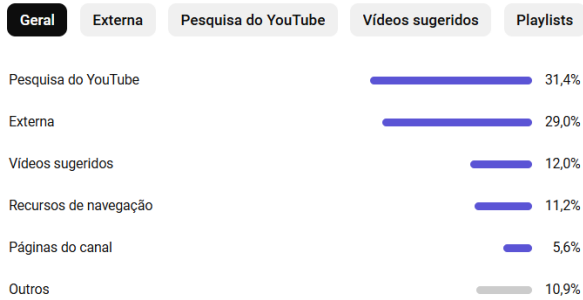 Geral Externa Pesquisa do YouTube Vídeos sugeridos Playlists
Pesquisa do YouTube 31,4%
Externa 29,0%
Vídeos sugeridos 12,0%
Recursos de navegação 11,2%
Páginas do canal 5,6%
Outros 10,9%